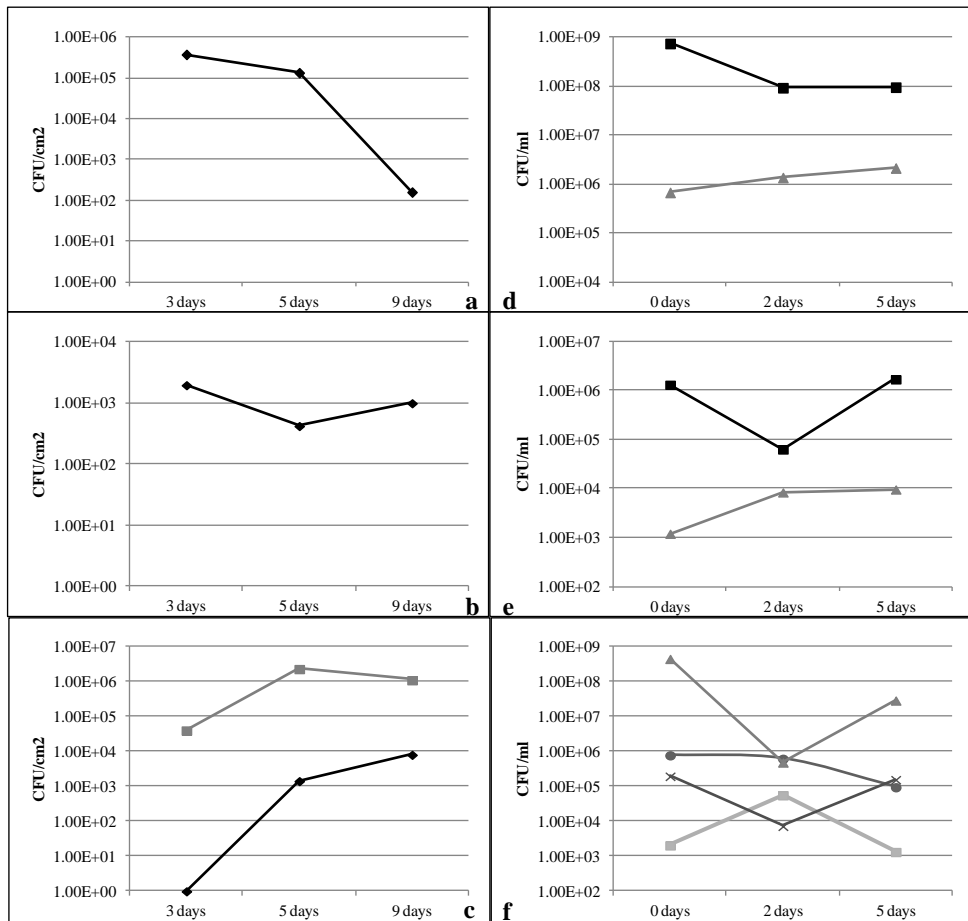 1.00E+06
1.00E+05
1.00E+04
1.00E+03
1.00E+02
1.00E+01
1.00E+00
CFU/cm2
3 days 5 days 9 days
a
1.00E+04
1.00E+03
1.00E+02
1.00E+01
1.00E+00
CFU/cm2
3 days 5 days 9 days
b
1.00E+07
1.00E+06
1.00E+05
1.00E+04
1.00E+03
1.00E+02
1.00E+01
1.00E+00
CFU/cm2
3 days 5 days 9 days
c
1.00E+09
1.00E+08
1.00E+07
1.00E+06
1.00E+05
1.00E+04
CFU/ml
0 days 2 days 5 days
d
1.00E+07
1.00E+06
1.00E+05
1.00E+04
1.00E+03
1.00E+02
CFU/ml
0 days 2 days 5 days
e
1.00E+09
1.00E+08
1.00E+07
1.00E+06
1.00E+05
1.00E+04
1.00E+03
1.00E+02
CFU/ml
0 days 2 days 5 days
f